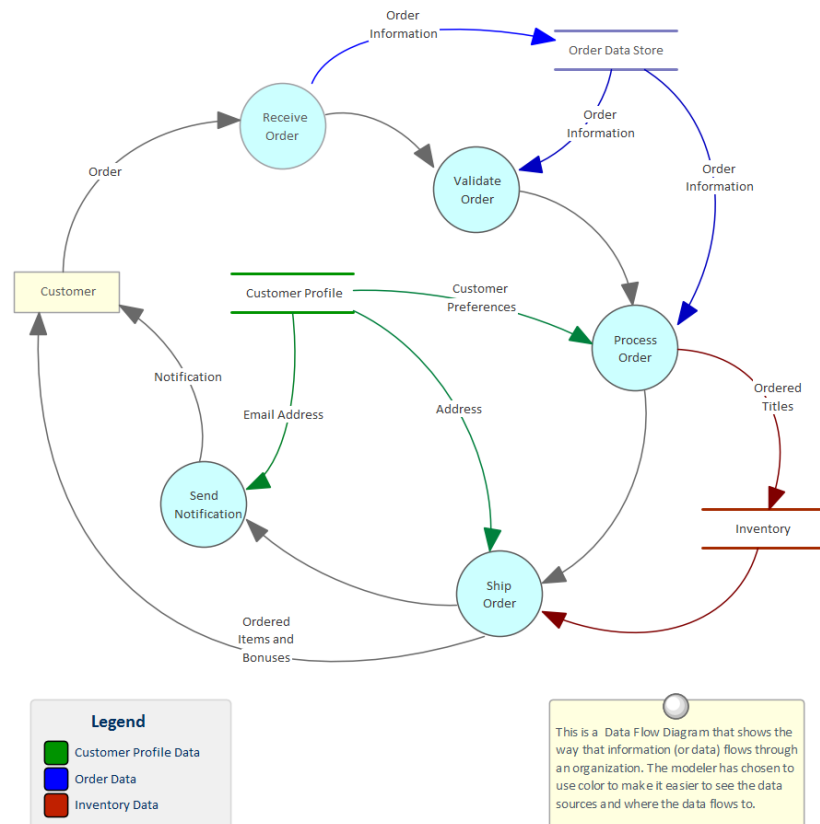 Order
Information
Order Data Store
Receive
Order
Order
Information
Validate
Order
Order
Information
Order
Customer
Customer Profile
Customer
Preferences
Process
Order
Notification
Email Address
Address
Ordered
Titles
Send
Notification
Inventory
Ship
Order
Ordered
Items and
Bonuses
Legend
Customer Profile Data
Order Data
Inventory Data
This is a  Data Flow Diagram that shows the
way that information (or data) flows through
an organization. The modeler has chosen to
use color to make it easier to see the data
sources and where the data flows to.